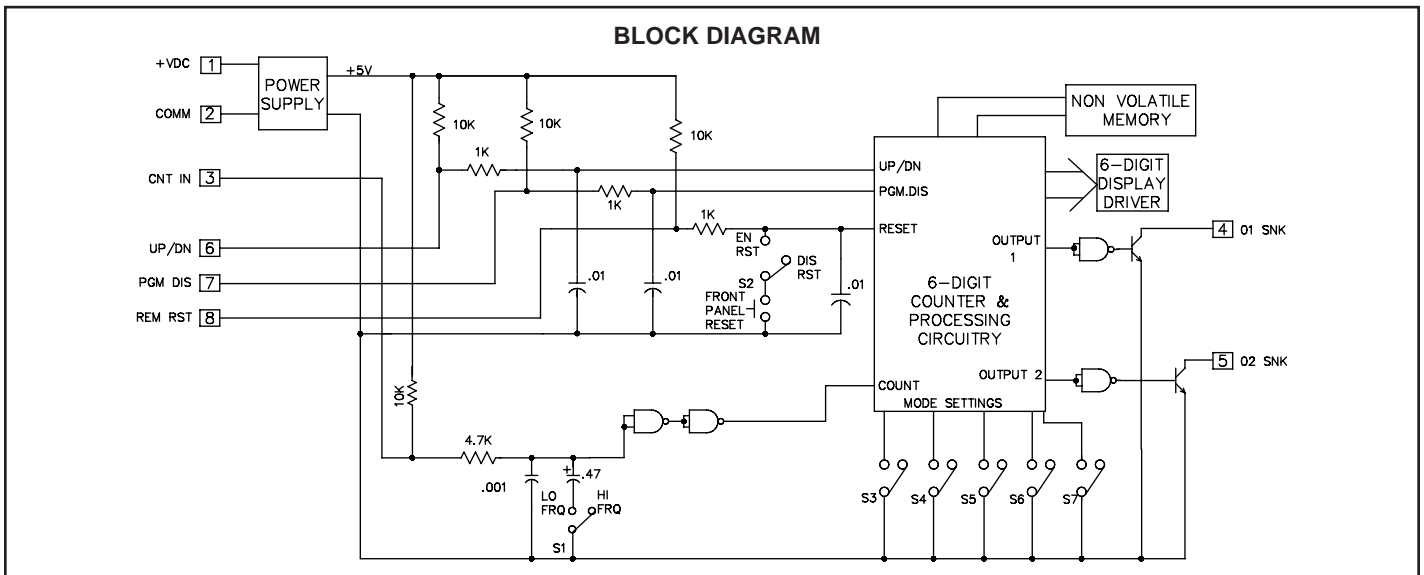 BLOCK DIAGRAM
+VDC 1
COMM 2
POWER
SUPPLY
+5V
10K
10K
10K
NON VOLATILE
MEMORY
CNT IN 3
1K
UP/DN
PGM.DIS
RESET
6-DIGIT
DISPLAY
DRIVER
1K
1K
UP/DN 6
PGM DIS 7
REM RST 8
EN
RST
DIS
RST
S2
FRONT
PANEL
RESET
.01
.01
.01
OUTPUT
1
4 O1 SNK
6-DIGIT
COUNTER &
PROCESSING
CIRCUITRY
OUTPUT 2
5 O2 SNK
COUNT
MODE SETTINGS
10K
4.7K
.001
+
.47
LO
FRQ
HI
FRQ
S1
S3
S4
S5
S6
S7